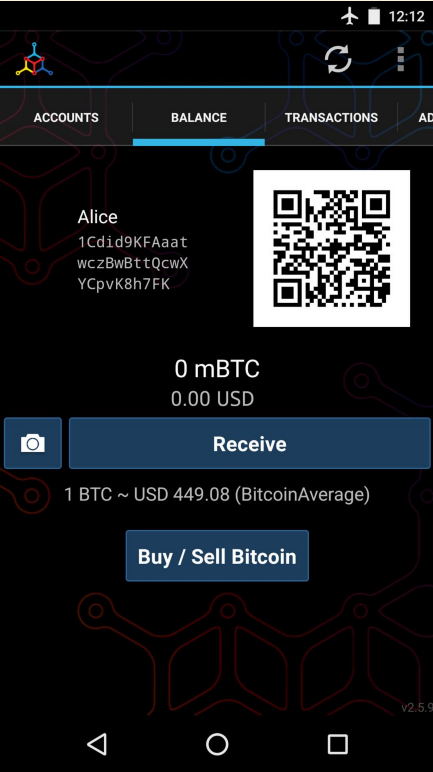 12:12
ACCOUNTS BALANCE TRANSACTIONS AD
Alice
1Cdid9KFAaat
wczBwBttQcwX
YCpvK8h7FK
0 mBTC
0.00 USD
Receive
1 BTC ~ USD 449.08 (BitcoinAverage)
Buy / Sell Bitcoin
v2.5.9